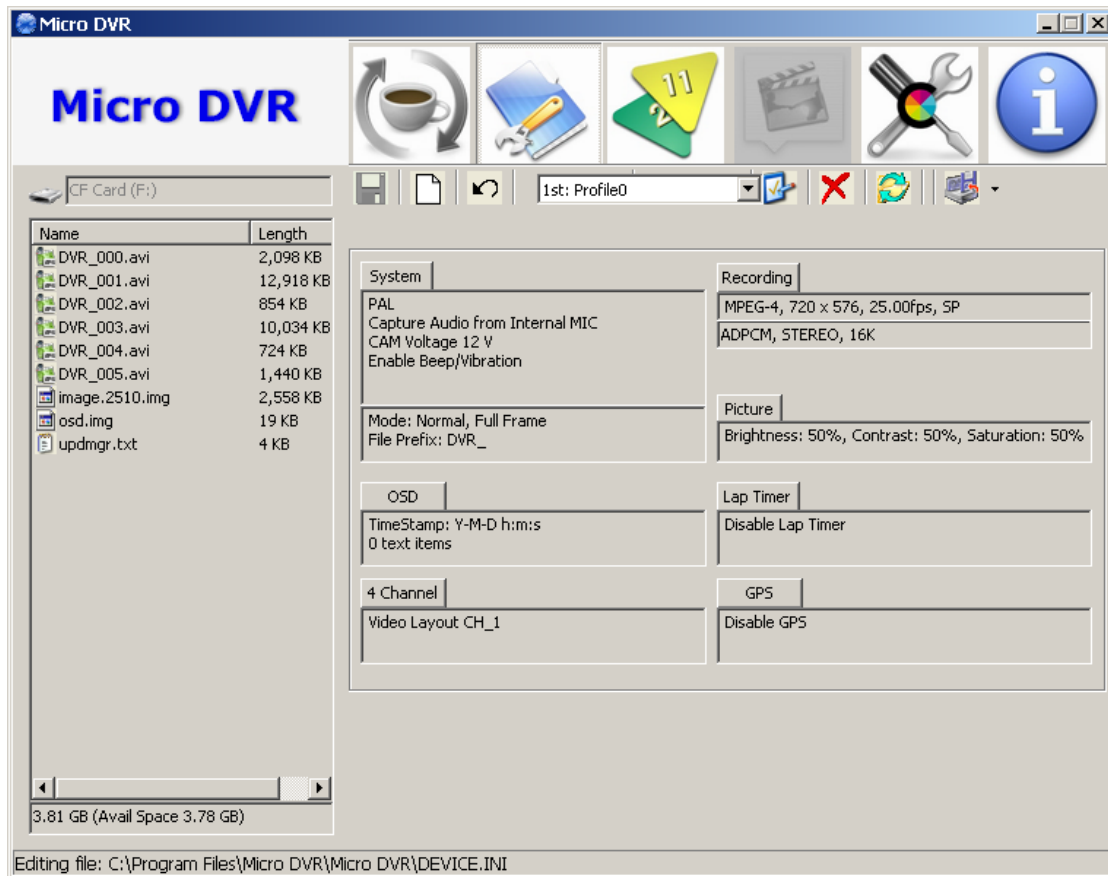 Micro DVR
Micro DVR
11
2
CF Card (F:)
1st: Profile0
Name Length
DVR_000.avi 2,098 KB
DVR_001.avi 12,918 KB
DVR_002.avi 854 KB
DVR_003.avi 10,034 KB
DVR_004.avi 724 KB
DVR_005.avi 1,440 KB
image.2510.img 2,558 KB
osd.img 19 KB
updmgr.txt 4 KB
3.81 GB (Avail Space 3.78 GB)
System
PAL
Capture Audio from Internal MIC
CAM Voltage 12 V
Enable Beep/Vibration
Mode: Normal, Full Frame
File Prefix: DVR_
Recording
MPEG-4, 720 x 576, 25.00fps, SP
ADPCM, STEREO, 16K
Picture
Brightness: 50%, Contrast: 50%, Saturation: 50%
OSD
TimeStamp: Y-M-D h:m:s
0 text items
Lap Timer
Disable Lap Timer
4 Channel
Video Layout CH_1
GPS
Disable GPS
Editing file: C:\Program Files\Micro DVR\Micro DVR\DEVICE.INI